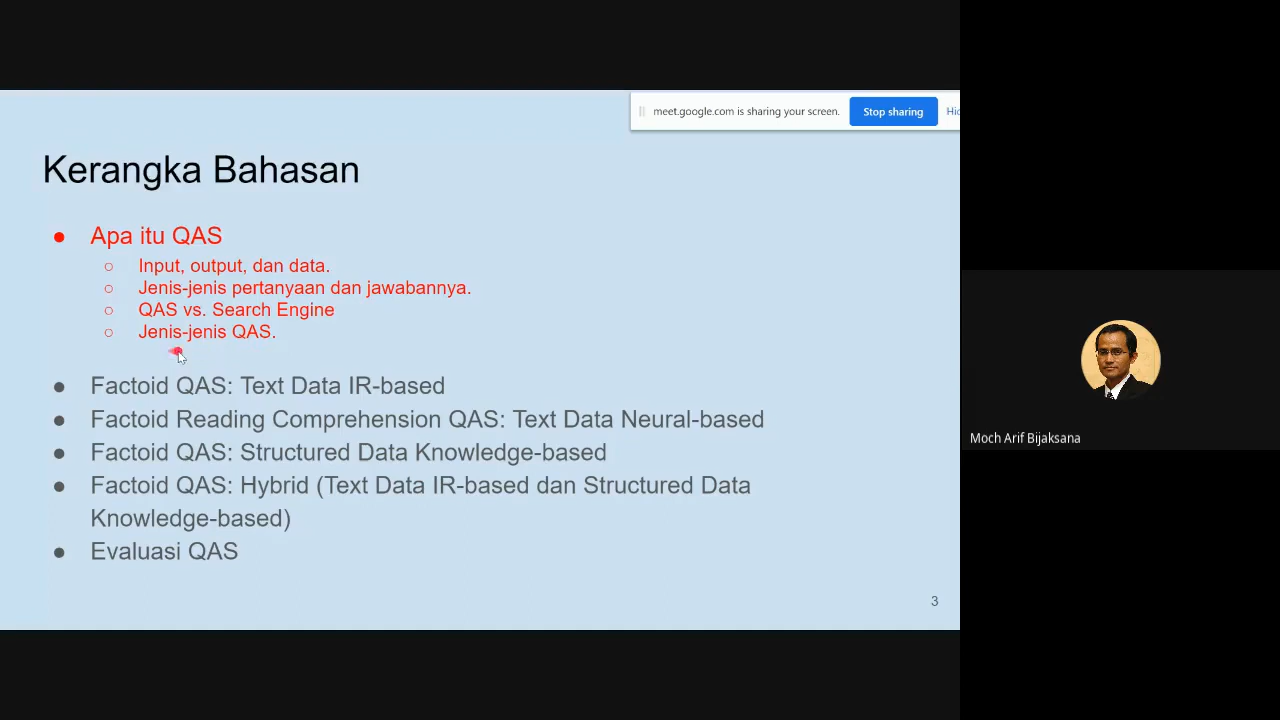 meet.google.com is sharing your screen.
Stop sharing
Kerangka Bahasan
● Apa itu QAS
○ Input, output, dan data.
○ Jenis-jenis pertanyaan dan jawabannya.
○ QAS vs. Search Engine
○ Jenis-jenis QAS.
● Factoid QAS: Text Data IR-based
● Factoid Reading Comprehension QAS: Text Data Neural-based
● Factoid QAS: Structured Data Knowledge-based
● Factoid QAS: Hybrid (Text Data IR-based dan Structured Data
Knowledge-based)
● Evaluasi QAS
3
Moch Arif Bijaksana